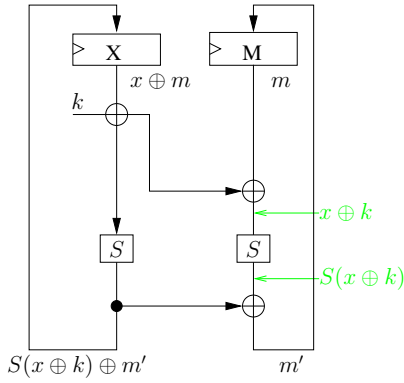 X
M
x ⊕ m
m
k
x ⊕ k
S
S
S(x ⊕ k)
S(x ⊕ k) ⊕ m′
m′